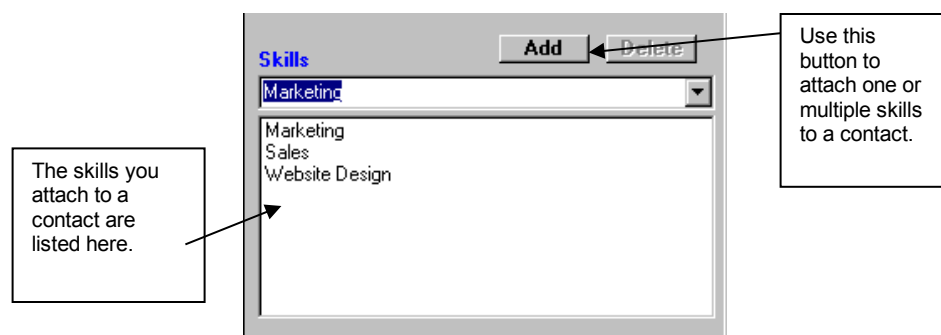 Add Delete
Skills
Marketing
Marketing
Sales
Website Design
The skills you
attach to a
contact are
listed here.
Use this
button to
attach one or
multiple skills
to a contact.